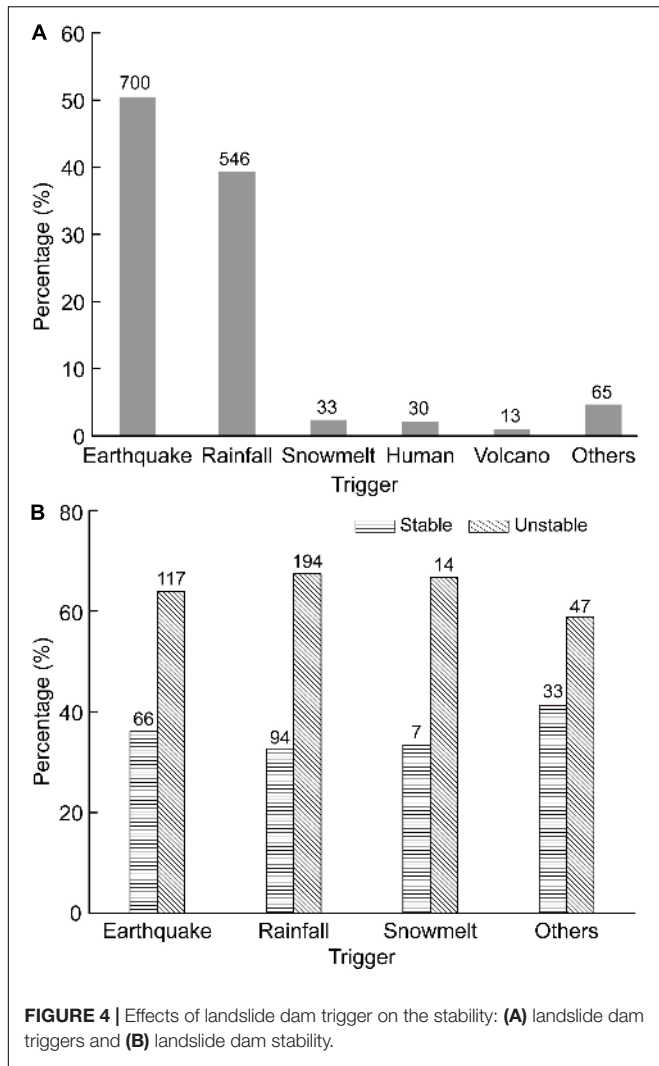 A
60
50
40
30
20
10
0
Percentage (%)
700
546
33
30
13
65
Earthquake Rainfall Snowmelt Human Volcano Others
Trigger
B
80
60
40
20
0
Percentage (%)
Stable Unstable
66 117
94 194
7 14
33 47
Earthquake Rainfall Snowmelt Others
Trigger
FIGURE 4 | Effects of landslide dam trigger on the stability: (A) landslide dam
triggers and (B) landslide dam stability.